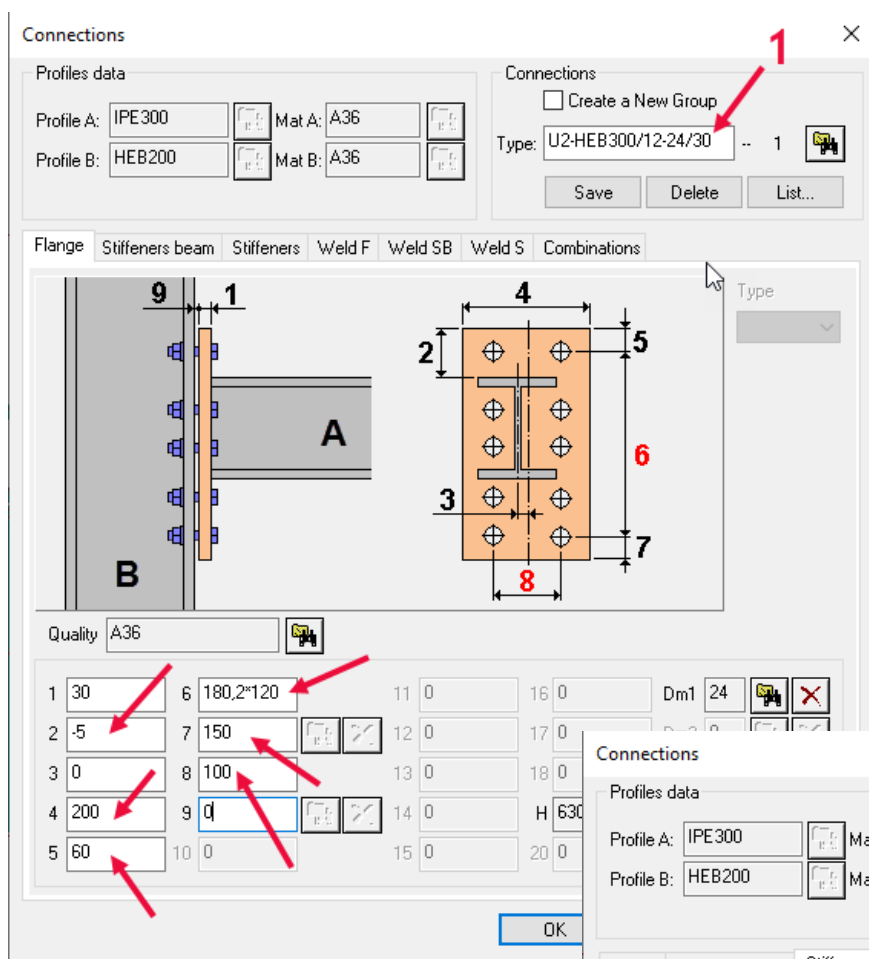 Connections
1
Profiles data
Profile A: IPE300 Mat A: A36
Profile B: HEB200 Mat B: A36
Connections
Create a New Group
Type: U2-HEB300/12-24/30 -- 1
Save Delete List...
Flange Stiffeners beam Stiffeners Weld F Weld SB Weld S Combinations
Type
9 1 4
2 5
A
6
3
7
B 8
Quality A36
1 30 6 180,2*120 11 0 16 0 Dm1 24
2 -5 7 150 12 0 17 0
3 0 8 100 13 0 18 0
4 200 9 0 14 0 H 630
5 60 10 0 15 0 20 0
OK
Connections
Profiles data
Profile A: IPE300
Profile B: HEB200